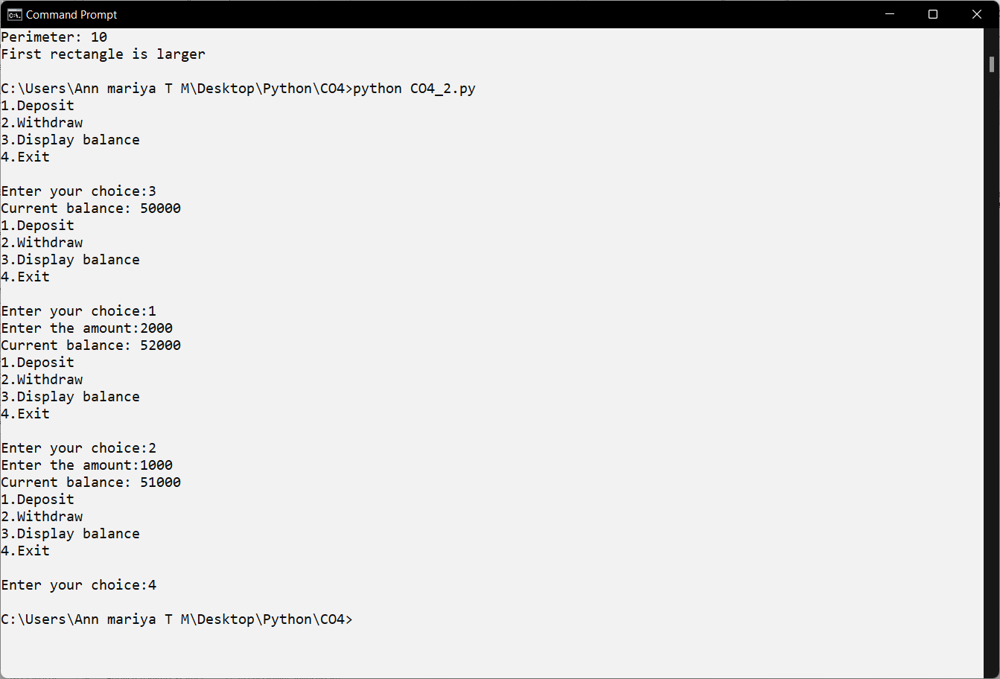 Command Prompt
Perimeter: 10
First rectangle is larger
C:\Users\Ann mariya T M\Desktop\Python\CO4>python CO4_2.py
1.Deposit
2.Withdraw
3.Display balance
4.Exit
Enter your choice:3
Current balance: 50000
1.Deposit
2.Withdraw
3.Display balance
4.Exit
Enter your choice:1
Enter the amount:2000
Current balance: 52000
1.Deposit
2.Withdraw
3.Display balance
4.Exit
Enter your choice:2
Enter the amount:1000
Current balance: 51000
1.Deposit
2.Withdraw
3.Display balance
4.Exit
Enter your choice:4
C:\Users\Ann mariya T M\Desktop\Python\CO4>